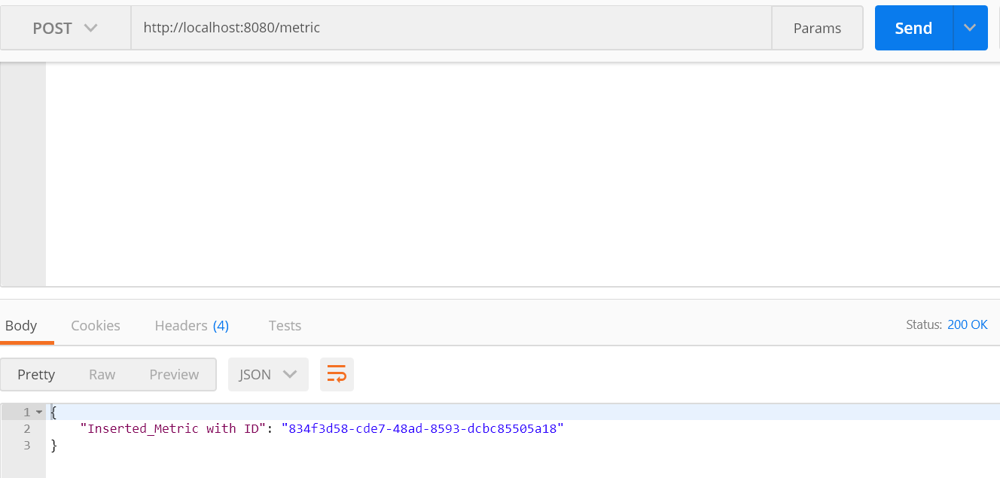 POST http://localhost:8080/metric Params Send
Body Cookies Headers (4) Tests Status: 200 OK
Pretty Raw Preview JSON
1 {
2 "Inserted_Metric with ID": "834f3d58-cde7-48ad-8593-dcbc85505a18"
3 }